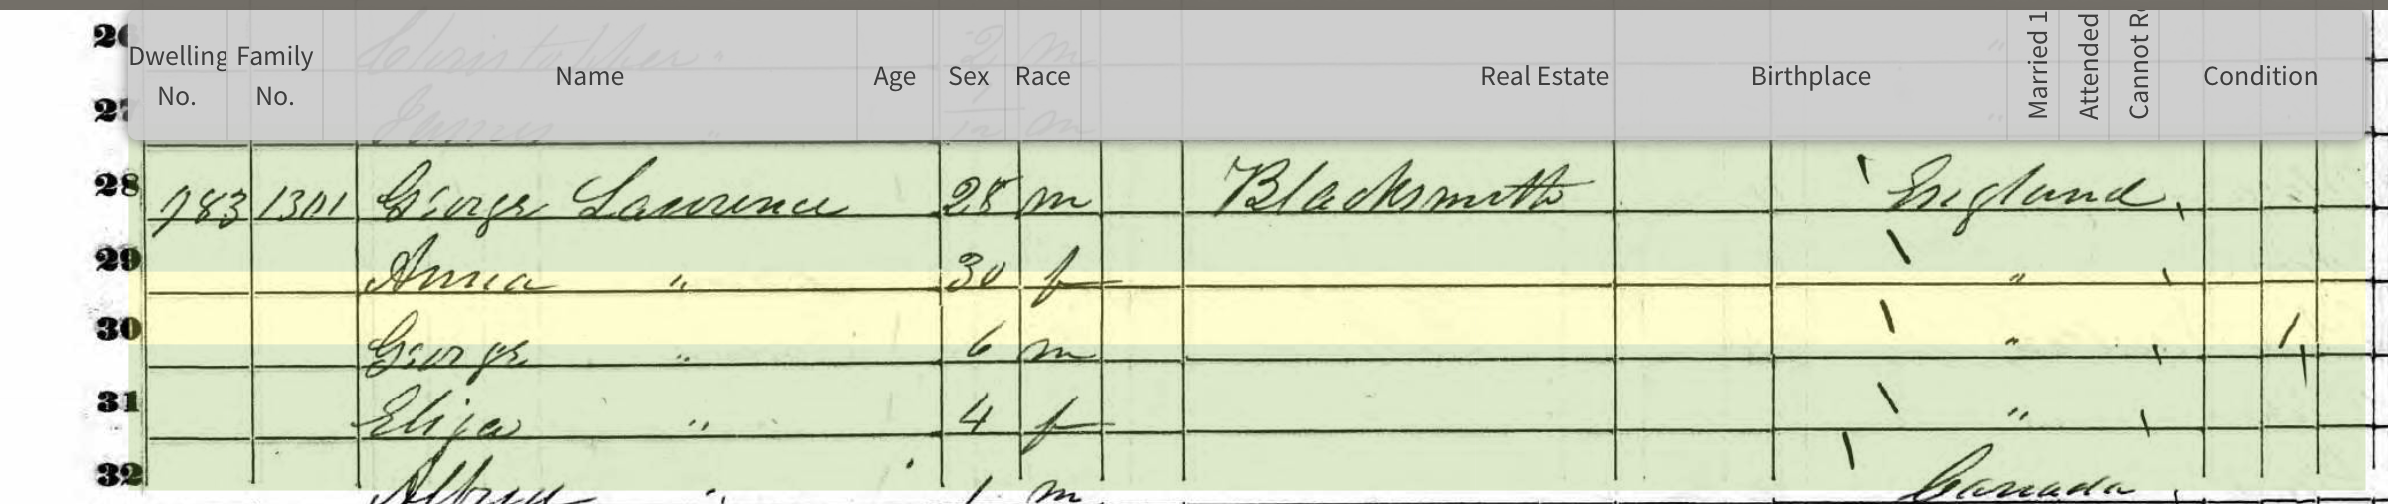 26 Christopher " 2 m "
Dwelling No. Family No. Name Age Sex Race Real Estate Birthplace Married 1 Attended Cannot R Condition
27 James " /12 m "
28 783 1301 George Lawrence 28 m Blacksmith England
29 Anna " 30 f "
30 George " 6 m " /
31 Eliza " 4 f "
32 Alfred " 1 m Canada